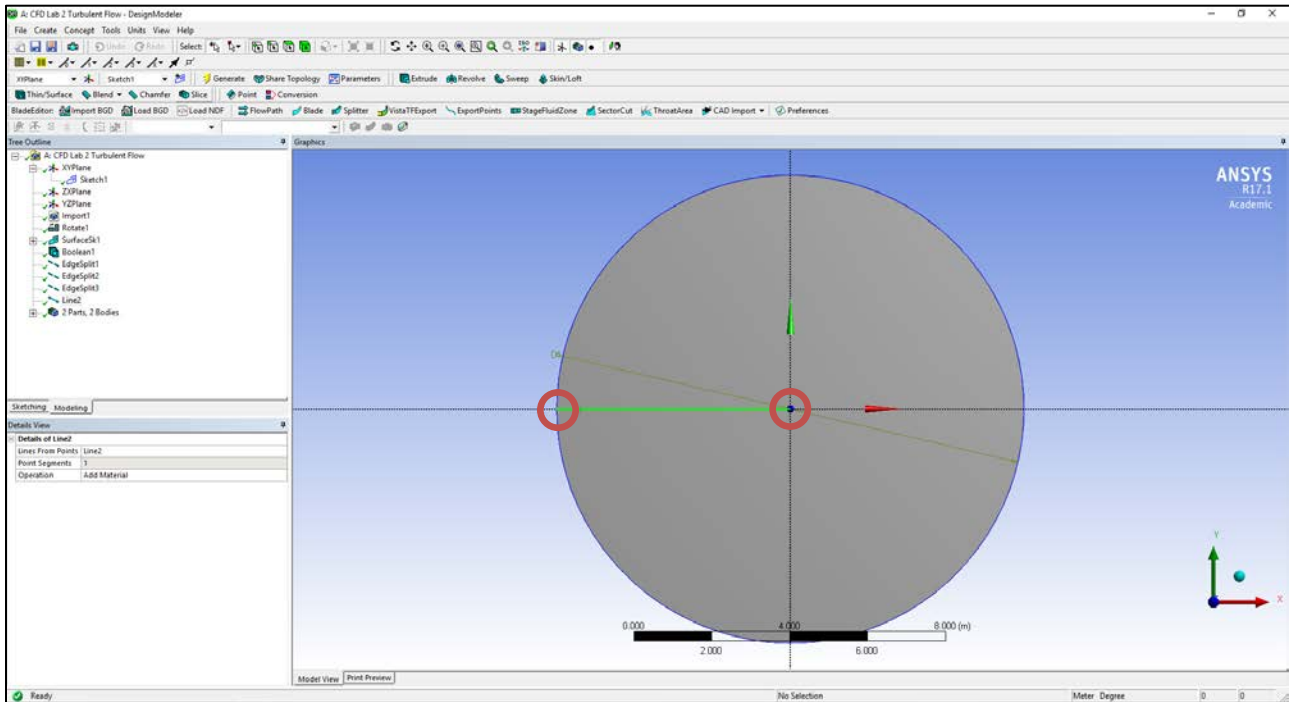 A: CFD Lab 2 Turbulent Flow - DesignModeler
File Create Concept Tools Units View Help
Undo Redo Select:
XYPlane Sketch1 Generate Share Topology Parameters Extrude Revolve Sweep Skin/Loft
Thin/Surface Blend Chamfer Slice Point Conversion
BladeEditor: Import BGD Load BGD Load NDF FlowPath Blade Splitter VistaTFExport ExportPoints StageFluidZone SectorCut ThroatArea CAD Import Preferences
Tree Outline
A: CFD Lab 2 Turbulent Flow
XYPlane
Sketch1
ZXPlane
YZPlane
Import1
Rotate1
SurfaceSk1
Boolean1
EdgeSplit1
EdgeSplit2
EdgeSplit3
Line2
2 Parts, 2 Bodies
Sketching Modeling
Details View
Details of Line2
Lines From Points Line2
Point Segments 1
Operation Add Material
Graphics
ANSYS
R17.1
Academic
Y
X
0.000 4.000 8.000 (m)
2.000 6.000
Model View Print Preview
Ready No Selection Meter Degree 0 0